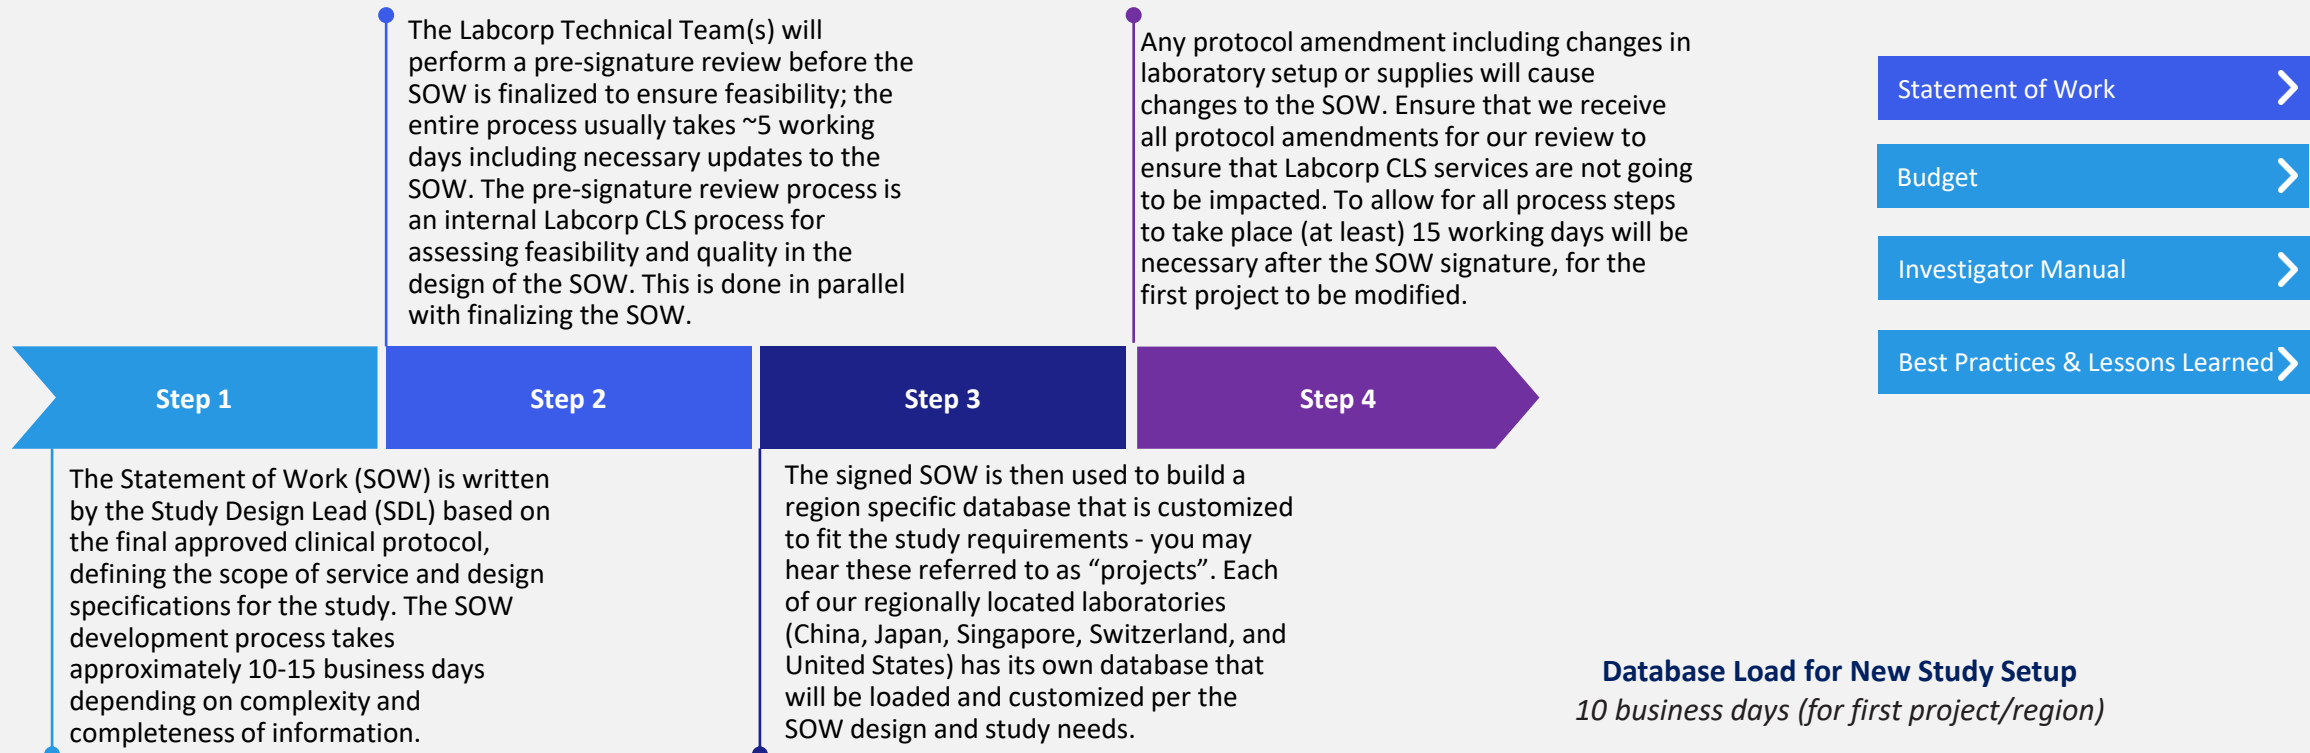 The Labcorp Technical Team(s) will
perform a pre-signature review before the
SOW is finalized to ensure feasibility; the
entire process usually takes ~5 working
days including necessary updates to the
SOW. The pre-signature review process is
an internal Labcorp CLS process for
assessing feasibility and quality in the
design of the SOW. This is done in parallel
with finalizing the SOW.
Any protocol amendment including changes in
laboratory setup or supplies will cause
changes to the SOW. Ensure that we receive
all protocol amendments for our review to
ensure that Labcorp CLS services are not going
to be impacted. To allow for all process steps
to take place (at least) 15 working days will be
necessary after the SOW signature, for the
first project to be modified.
Statement of Work
Budget
Investigator Manual
Best Practices & Lessons Learned
Step 1
Step 2
Step 3
Step 4
The Statement of Work (SOW) is written
by the Study Design Lead (SDL) based on
the final approved clinical protocol,
defining the scope of service and design
specifications for the study. The SOW
development process takes
approximately 10-15 business days
depending on complexity and
completeness of information.
The signed SOW is then used to build a
region specific database that is customized
to fit the study requirements - you may
hear these referred to as “projects”. Each
of our regionally located laboratories
(China, Japan, Singapore, Switzerland, and
United States) has its own database that
will be loaded and customized per the
SOW design and study needs.
Database Load for New Study Setup
10 business days (for first project/region)